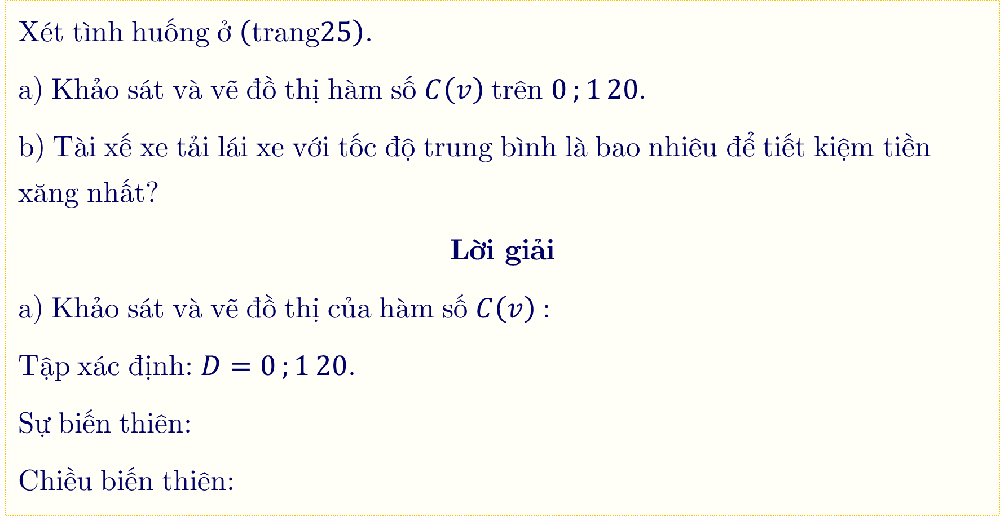 Xét tình huống ở (trang25).
a) Khảo sát và vẽ đồ thị hàm số C(v) trên 0 ; 1 20.
b) Tài xế xe tải lái xe với tốc độ trung bình là bao nhiêu để tiết kiệm tiền
xăng nhất?
Lời giải
a) Khảo sát và vẽ đồ thị của hàm số C(v) :
Tập xác định: D = 0 ; 1 20.
Sự biến thiên:
Chiều biến thiên: